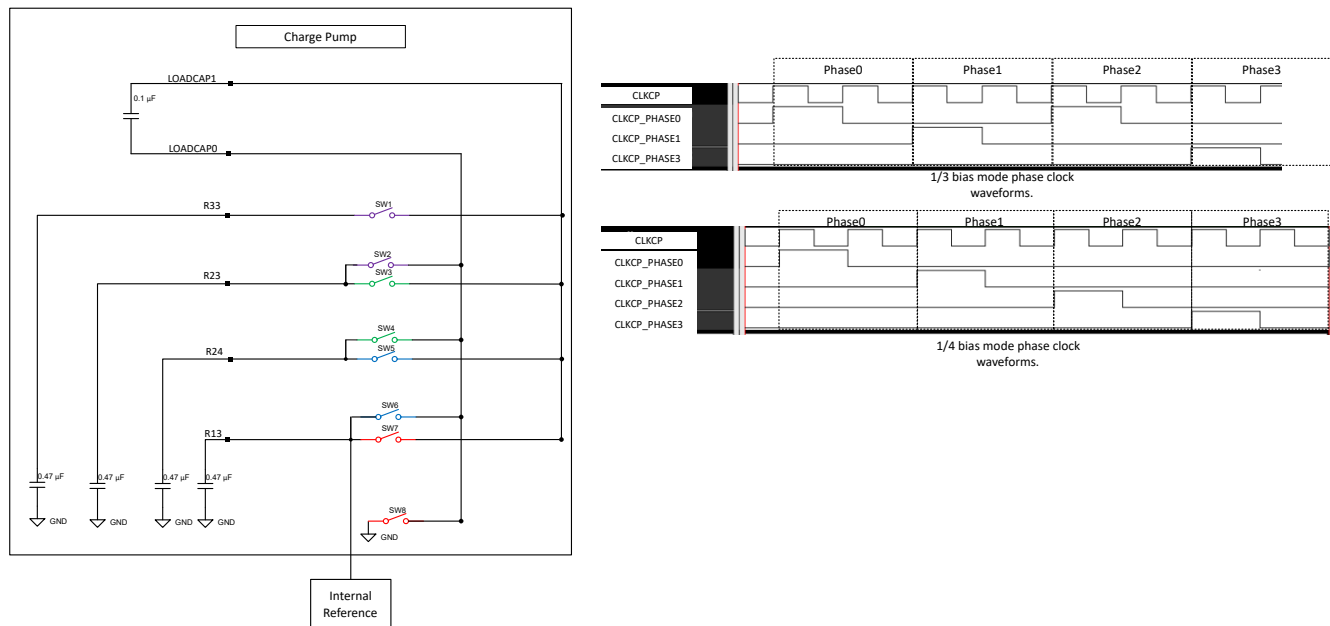 Charge Pump
LOADCAP1
0.1 µF
LOADCAP0
R33
SW1
R23
SW2
SW3
R24
SW4
SW5
R13
SW6
SW7
0.47 µF
0.47 µF
0.47 µF
0.47 µF
GND
GND
GND
GND
SW8
GND
Internal
Reference
Phase0 Phase1 Phase2 Phase3
CLKCP
CLKCP_PHASE0
CLKCP_PHASE1
CLKCP_PHASE3
1/3 bias mode phase clock
waveforms.
Phase0 Phase1 Phase2 Phase3
CLKCP
CLKCP_PHASE0
CLKCP_PHASE1
CLKCP_PHASE2
CLKCP_PHASE3
1/4 bias mode phase clock
waveforms.